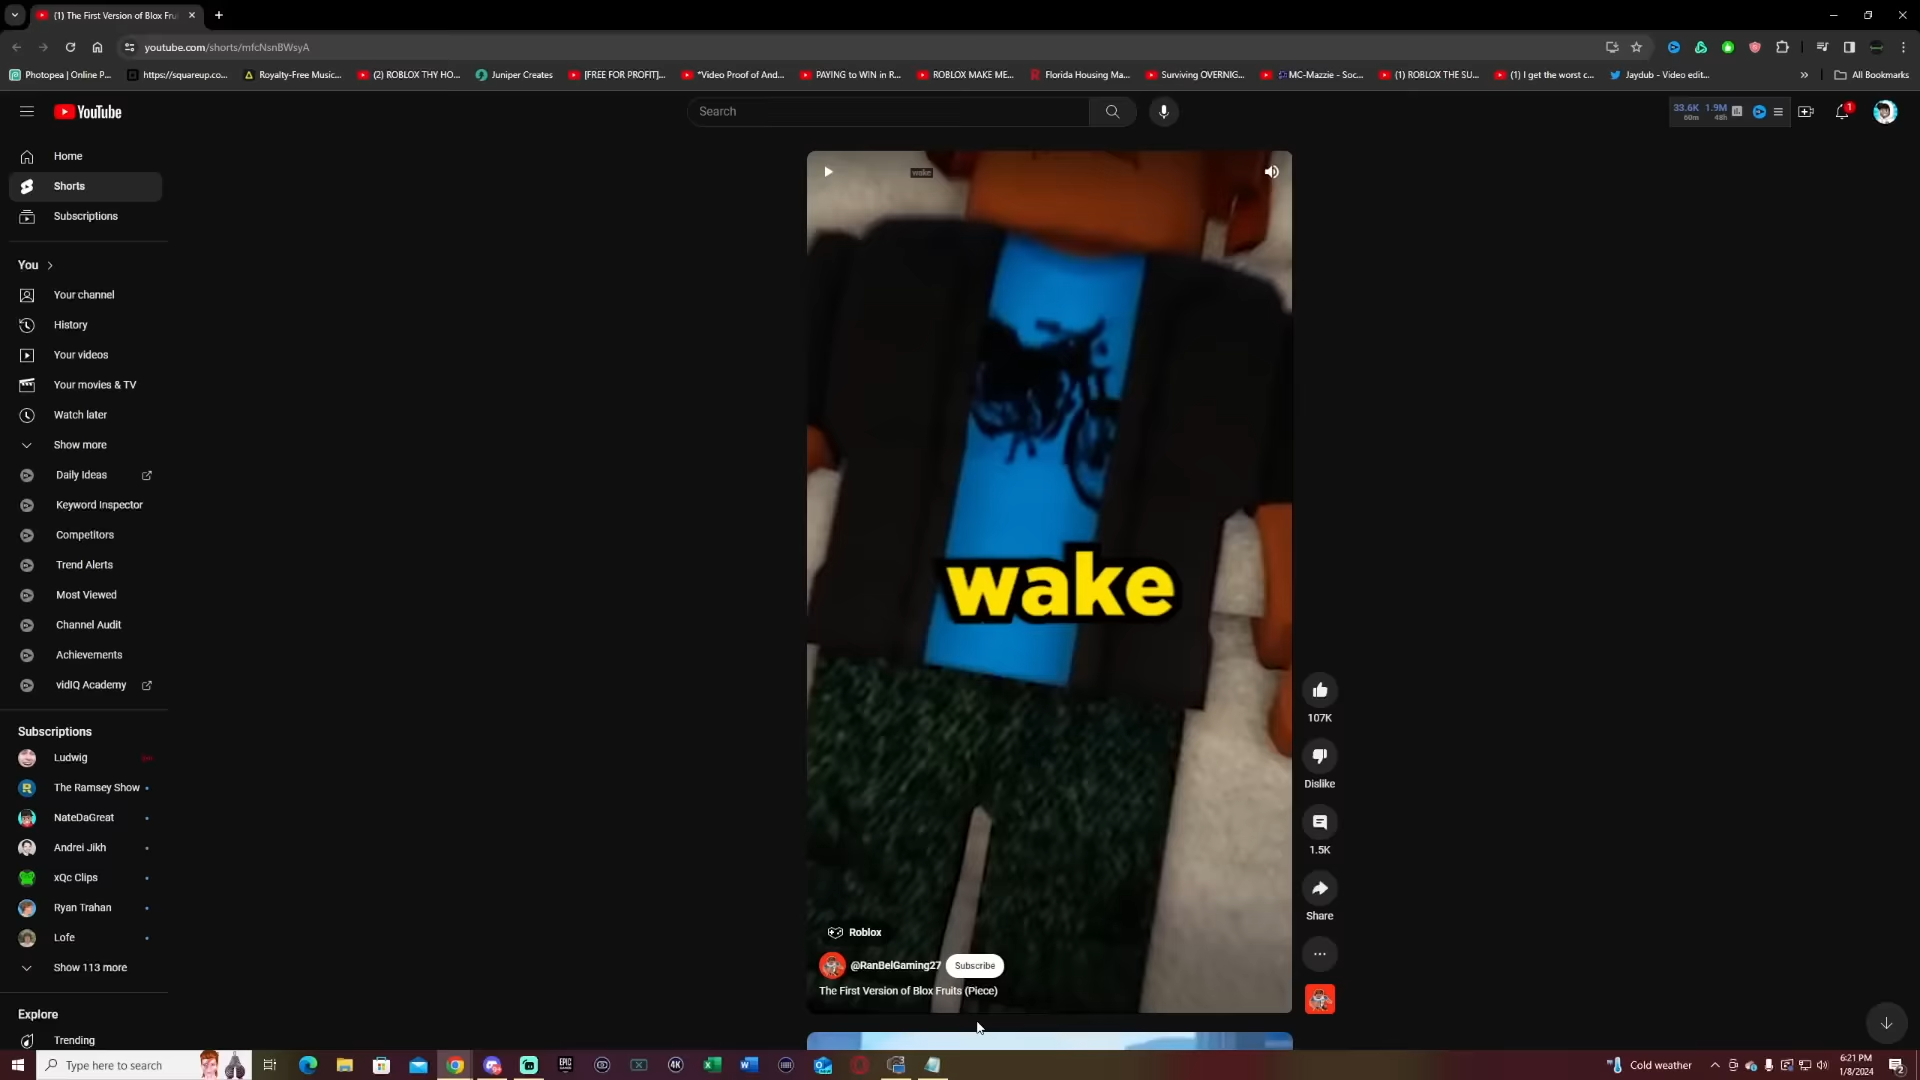 (1) The First Version of Blox Fru
youtube.com/shorts/mfcNsnBWsyA
Photopea | Online P...
https://squareup.co...
Royalty-Free Music...
(2) ROBLOX THY HO...
Juniper Creates
[FREE FOR PROFIT]...
*Video Proof of And...
PAYING to WIN in R...
ROBLOX MAKE ME...
Florida Housing Ma...
Surviving OVERNIG...
MC-Mazzie - Soc...
(1) ROBLOX THE SU...
(1) I get the worst c...
Jaydub - Video edit...
All Bookmarks
YouTube
Search
33.6K 1.9M
60m 48h
1
Home
Shorts
Subscriptions
You
Your channel
History
Your videos
Your movies & TV
Watch later
Show more
Daily Ideas
Keyword Inspector
Competitors
Trend Alerts
Most Viewed
Channel Audit
Achievements
vidIQ Academy
Subscriptions
Ludwig
The Ramsey Show
NateDaGreat
Andrei Jikh
xQc Clips
Ryan Trahan
Lofe
Show 113 more
Explore
Trending
wake
wake
Roblox
@RanBelGaming27 Subscribe
The First Version of Blox Fruits (Piece)
107K
Dislike
1.5K
Share
Type here to search
EPIC
4K
Cold weather
6:21 PM
1/8/2024
2